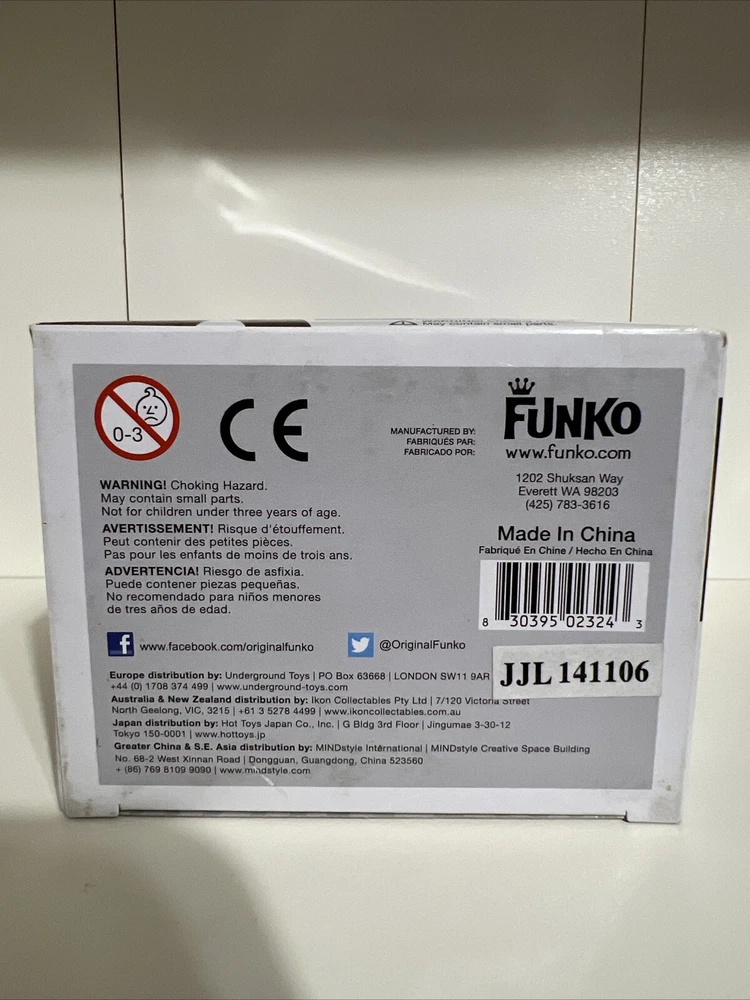 May contain small parts.
0-3
CE
MANUFACTURED BY:
FABRIQUÉS PAR:
FABRICADO POR:
FUNKO
www.funko.com
1202 Shuksan Way
Everett WA 98203
(425) 783-3616
WARNING! Choking Hazard.
May contain small parts.
Not for children under three years of age.
AVERTISSEMENT! Risque d'étouffement.
Peut contenir des petites pièces.
Pas pour les enfants de moins de trois ans.
ADVERTENCIA! Riesgo de asfixia.
Puede contener piezas pequeñas.
No recomendado para niños menores
de tres años de edad.
Made In China
Fabriqué En Chine / Hecho En China
8 30395 02324 3
www.facebook.com/originalfunko
@OriginalFunko
JJL 141106
Europe distribution by: Underground Toys | PO Box 63668 | LONDON SW11 9AR
+44 (0) 1708 374 499 | www.underground-toys.com
Australia & New Zealand distribution by: Ikon Collectables Pty Ltd | 7/120 Victoria Street
North Geelong, VIC, 3215 | +61 3 5278 4499 | www.ikoncollectables.com.au
Japan distribution by: Hot Toys Japan Co., Inc. | G Bldg 3rd Floor | Jingumae 3-30-12
Tokyo 150-0001 | www.hottoys.jp
Greater China & S.E. Asia distribution by: MINDstyle International | MINDstyle Creative Space Building
No. 68-2 West Xinnan Road | Dongguan, Guangdong, China 523560
+ (86) 769 8109 9090 | www.mindstyle.com